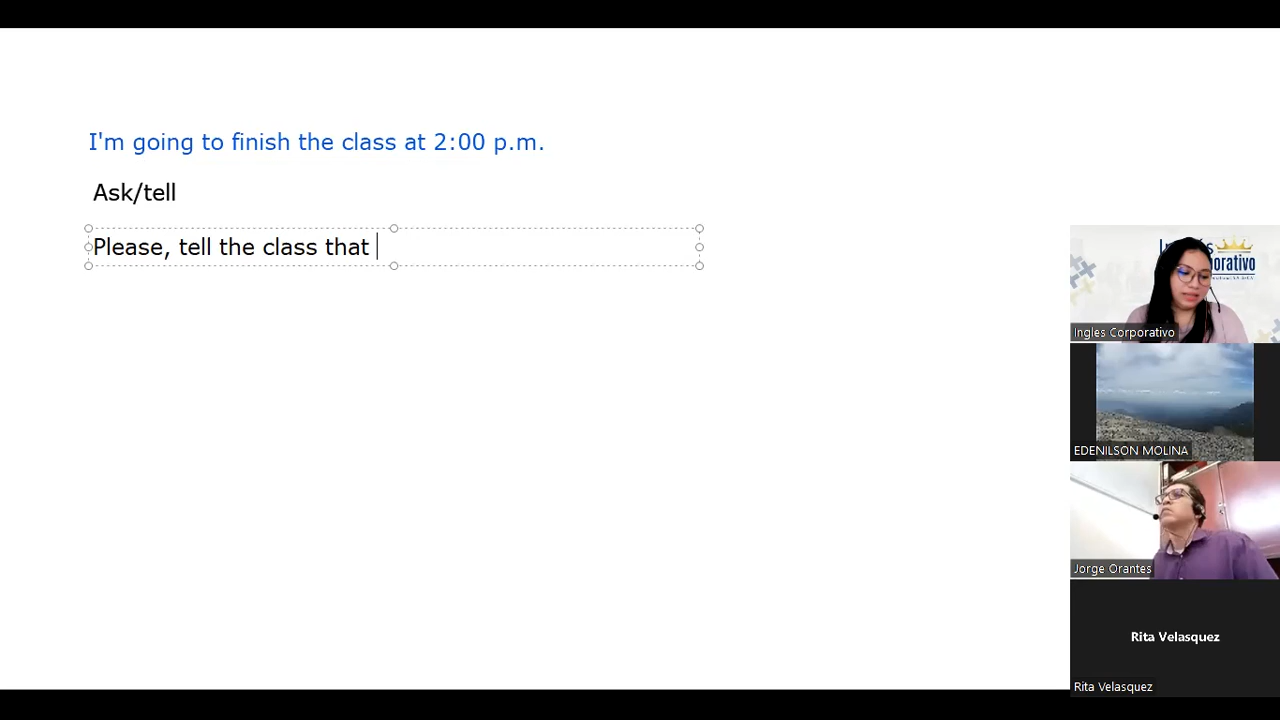 I'm going to finish the class at 2:00 p.m.
Ask/tell
Please, tell the class that
Ingles Corporativo
EDENILSON MOLINA
Jorge Orantes
Rita Velasquez
Rita Velasquez